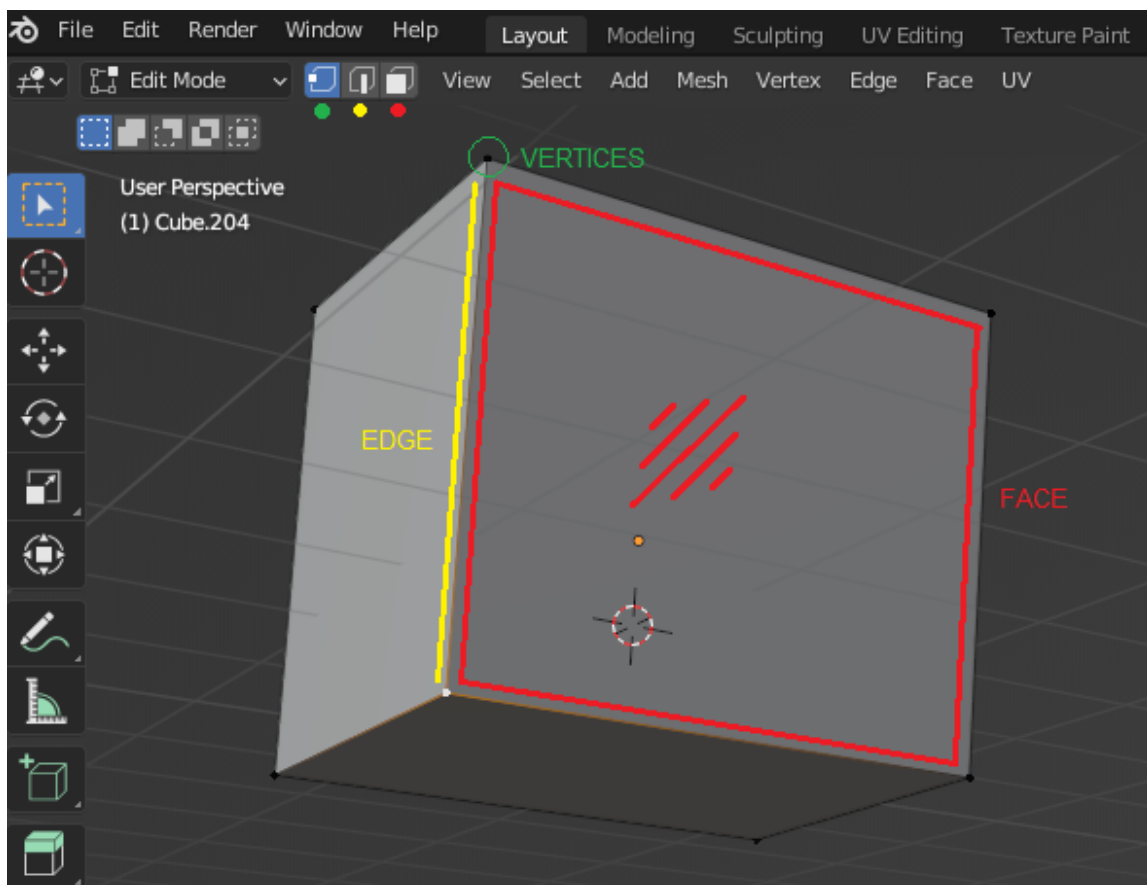 File Edit Render Window Help Layout Modeling Sculpting UV Editing Texture Paint
Edit Mode View Select Add Mesh Vertex Edge Face UV
VERTICES
User Perspective
(1) Cube.204
EDGE
FACE